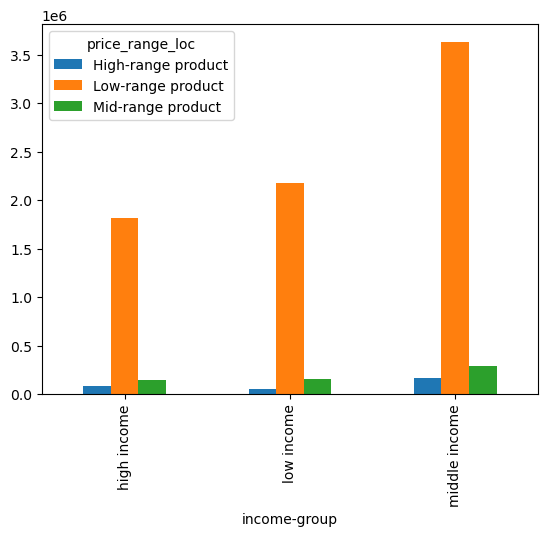 1e6
price_range_loc
High-range product
Low-range product
Mid-range product
3.5
3.0
2.5
2.0
1.5
1.0
0.5
0.0
high income
low income
middle income
income-group